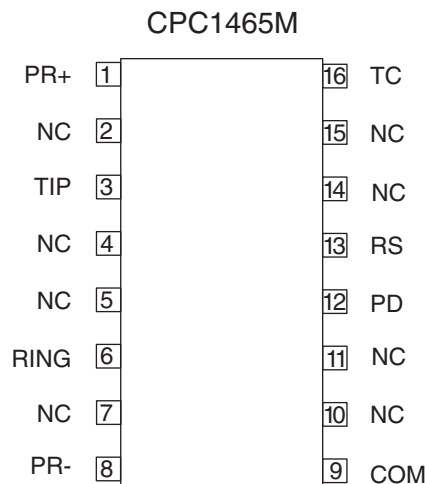 CPC1465M
PR+ 1 16 TC
NC 2 15 NC
TIP 3 14 NC
NC 4 13 RS
NC 5 12 PD
RING 6 11 NC
NC 7 10 NC
PR- 8 9 COM